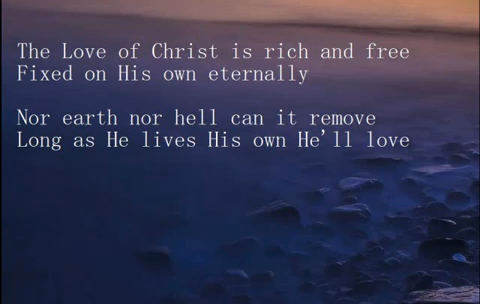 The Love of Christ is rich and free
Fixed on His own eternally
Nor earth nor hell can it remove
Long as He lives His own He'll love